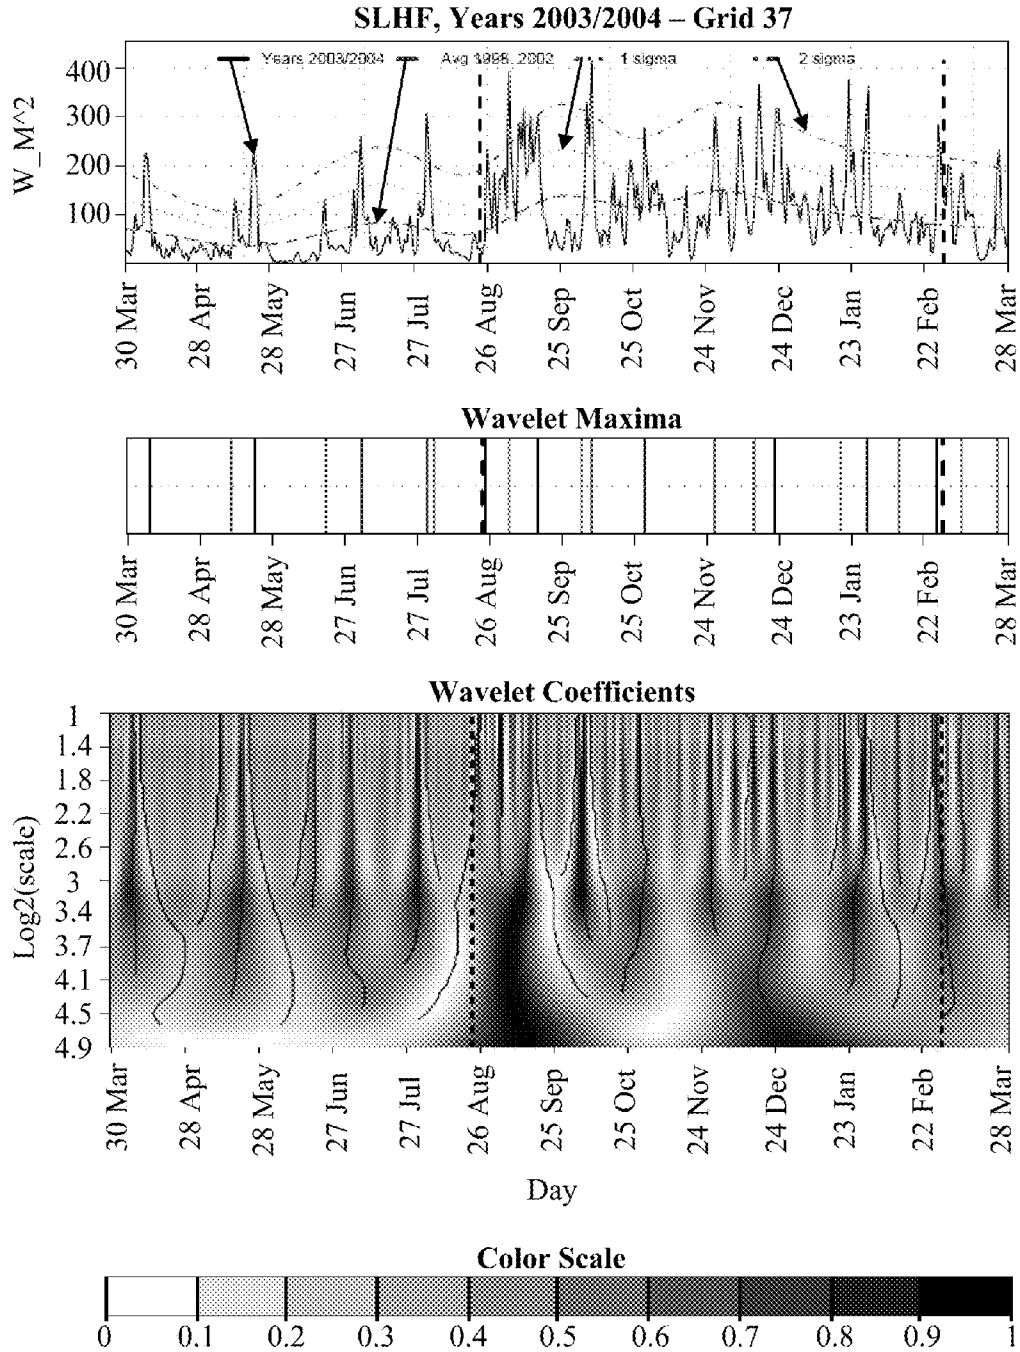 SLHF, Years 2003/2004 – Grid 37
Years 2003/2004 Avg 1998, 2002 1 sigma 2 sigma
W_M^2
400
300
200
100
30 Mar 28 Apr 28 May 27 Jun 27 Jul 26 Aug 25 Sep 25 Oct 24 Nov 24 Dec 23 Jan 22 Feb 28 Mar
Wavelet Maxima
30 Mar 28 Apr 28 May 27 Jun 27 Jul 26 Aug 25 Sep 25 Oct 24 Nov 24 Dec 23 Jan 22 Feb 28 Mar
Wavelet Coefficients
Log2(scale)
1
1.4
1.8
2.2
2.6
3
3.4
3.7
4.1
4.5
4.9
30 Mar 28 Apr 28 May 27 Jun 27 Jul 26 Aug 25 Sep 25 Oct 24 Nov 24 Dec 23 Jan 22 Feb 28 Mar
Day
Color Scale
0 0.1 0.2 0.3 0.4 0.5 0.6 0.7 0.8 0.9 1